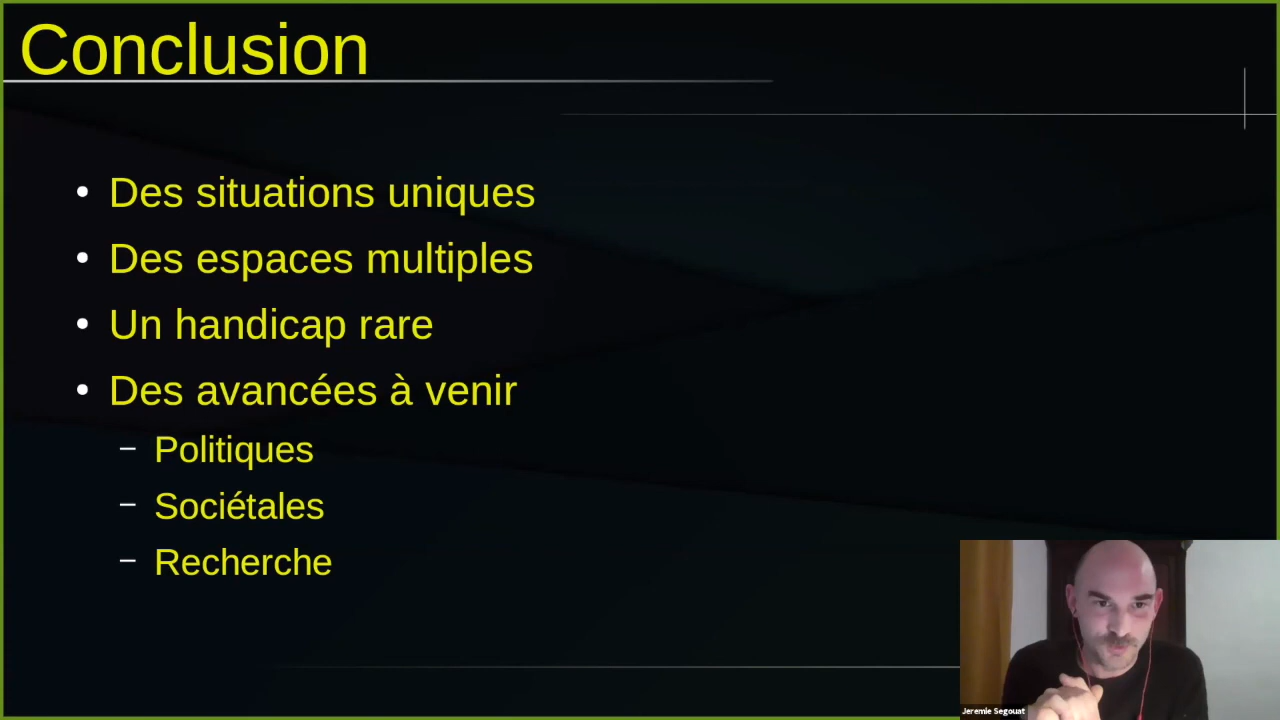 Conclusion
Des situations uniques
Des espaces multiples
Un handicap rare
Des avancées à venir
Politiques
Sociétales
Recherche
Jeremie Segouat